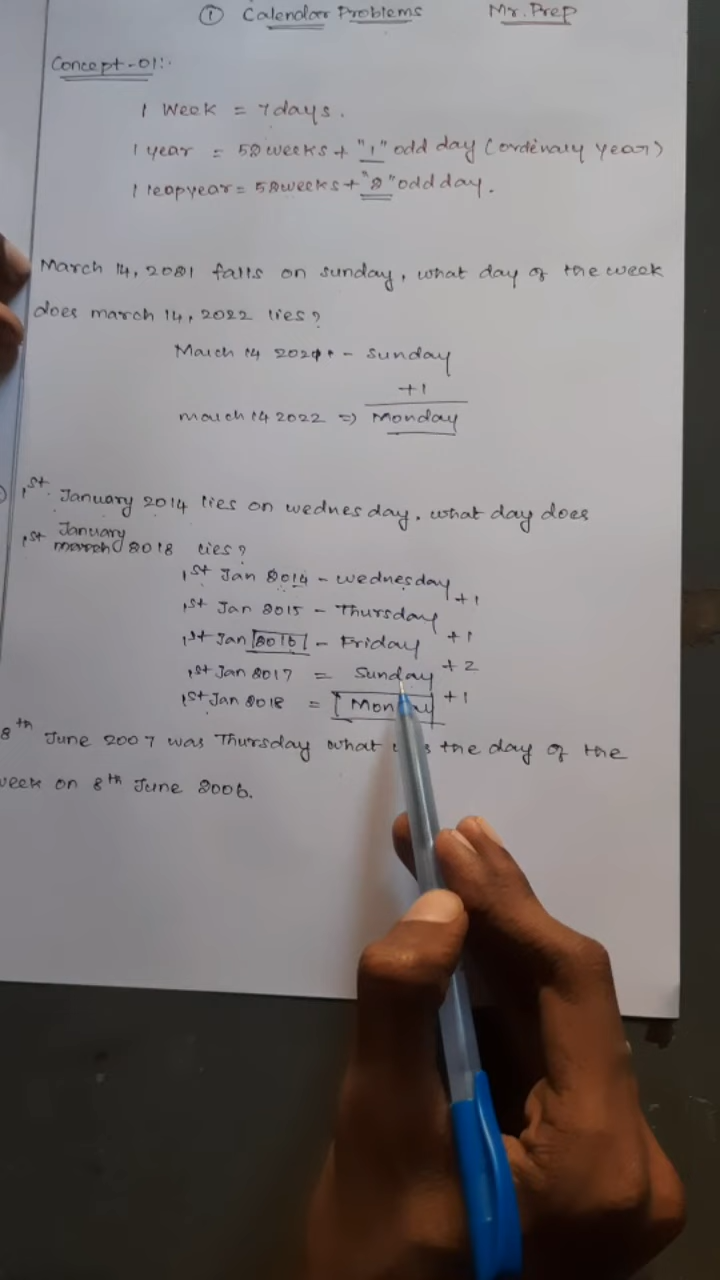 ① Calendar Problems Mr. Prep
Concept-01:-
1 Week = 7 days.
1 year = 52 weeks + "1" odd day (ordinary year)
1 leopyear = 52 weeks + "2" odd day.
March 14, 2021 falls on sunday, what day of the week
does march 14, 2022 lies?
March 14 2021 - sunday
+1
march 14 2022 => Monday
1st January 2014 lies on wednesday, what day does
January
1st march 2018 lies?
1st Jan 2014 - wednesday
+1
1st Jan 2015 - Thursday
+1
1st Jan 2016 - Friday
+2
1st Jan 2017 = Sunday
+1
1st Jan 2018 =
8th June 2007 was Thursday what the day of the
week on 8th June 2006.